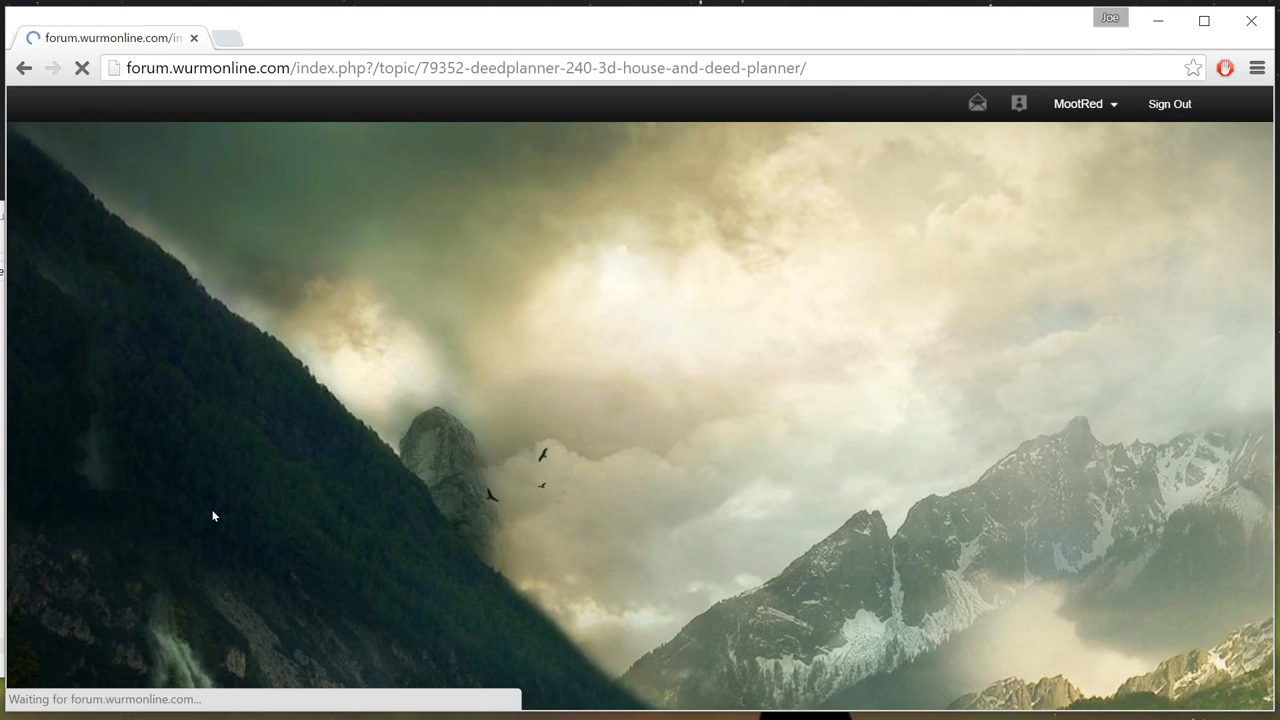 Joe
forum.wurmonline.com/in
forum.wurmonline.com/index.php?/topic/79352-deedplanner-240-3d-house-and-deed-planner/
MootRed
Sign Out
Waiting for forum.wurmonline.com...